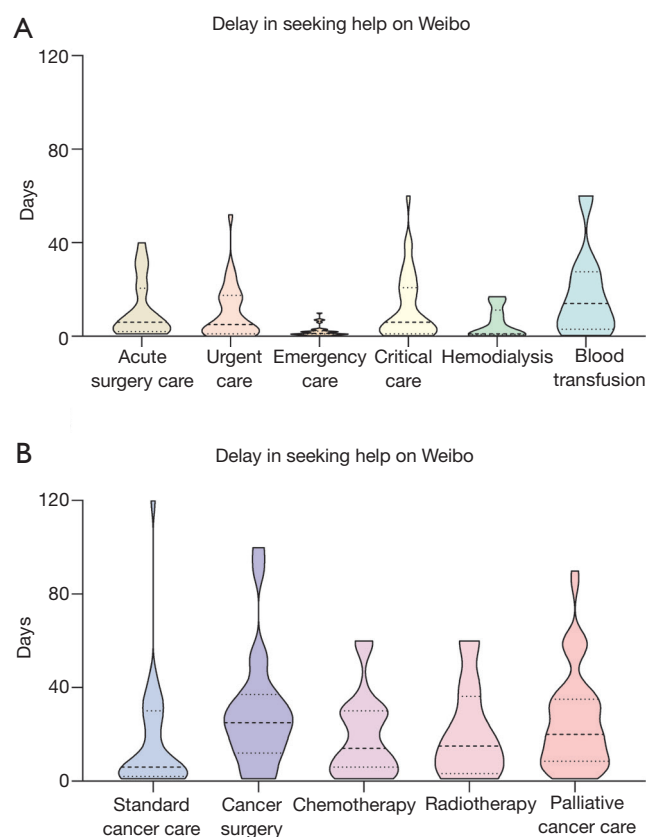 A
Delay in seeking help on Weibo
120
80
40
0
Days
Acute
surgery care
Urgent
care
Emergency
care
Critical
care
Hemodialysis
Blood
transfusion
B
Delay in seeking help on Weibo
120
80
40
0
Days
Standard
cancer care
Cancer
surgery
Chemotherapy
Radiotherapy
Palliative
cancer care